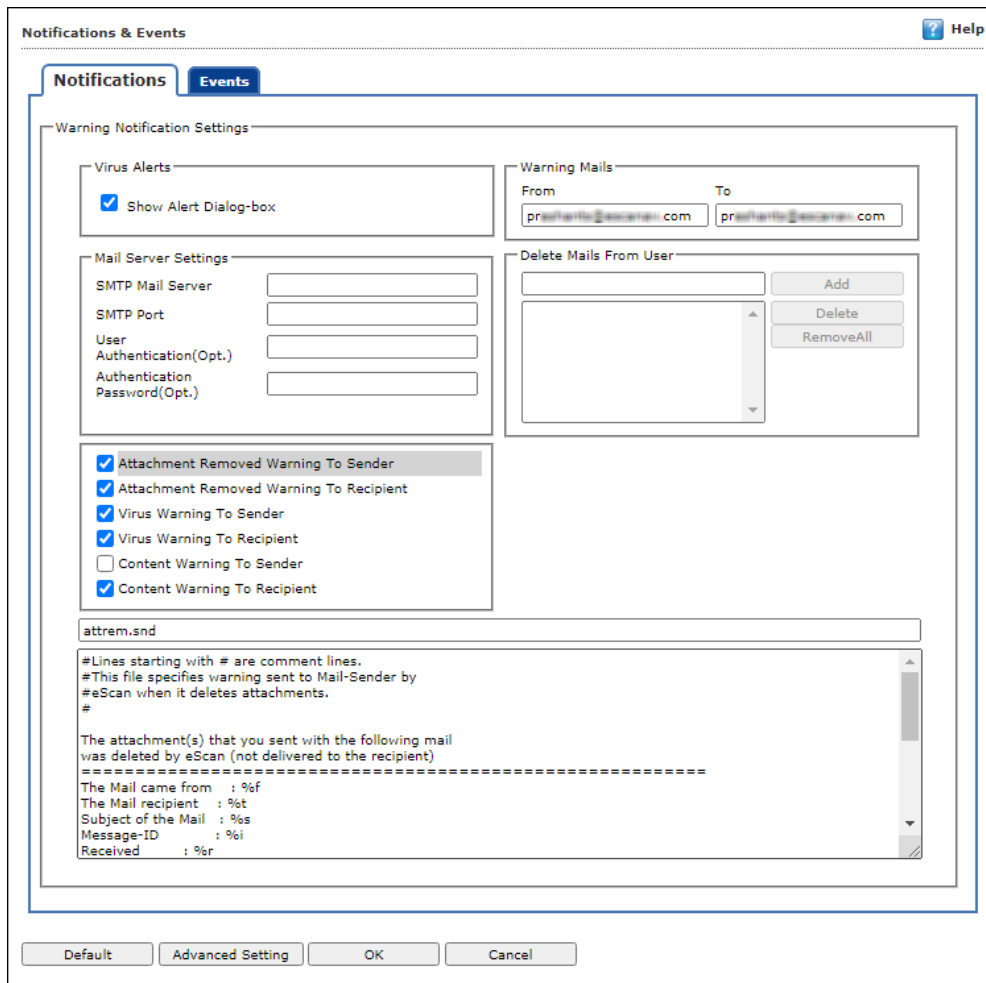 Notifications & Events
? Help
Notifications
Events
Warning Notification Settings
Virus Alerts
Show Alert Dialog-box
Warning Mails
From
To
.com
.com
Mail Server Settings
SMTP Mail Server
SMTP Port
User
Authentication(Opt.)
Authentication
Password(Opt.)
Delete Mails From User
Add
Delete
RemoveAll
Attachment Removed Warning To Sender
Attachment Removed Warning To Recipient
Virus Warning To Sender
Virus Warning To Recipient
Content Warning To Sender
Content Warning To Recipient
attrem.snd
#Lines starting with # are comment lines.
#This file specifies warning sent to Mail-Sender by
#eScan when it deletes attachments.
#
The attachment(s) that you sent with the following mail
was deleted by eScan (not delivered to the recipient)
==========================================================
The Mail came from : %f
The Mail recipient : %t
Subject of the Mail : %s
Message-ID : %i
Received : %r
Default
Advanced Setting
OK
Cancel